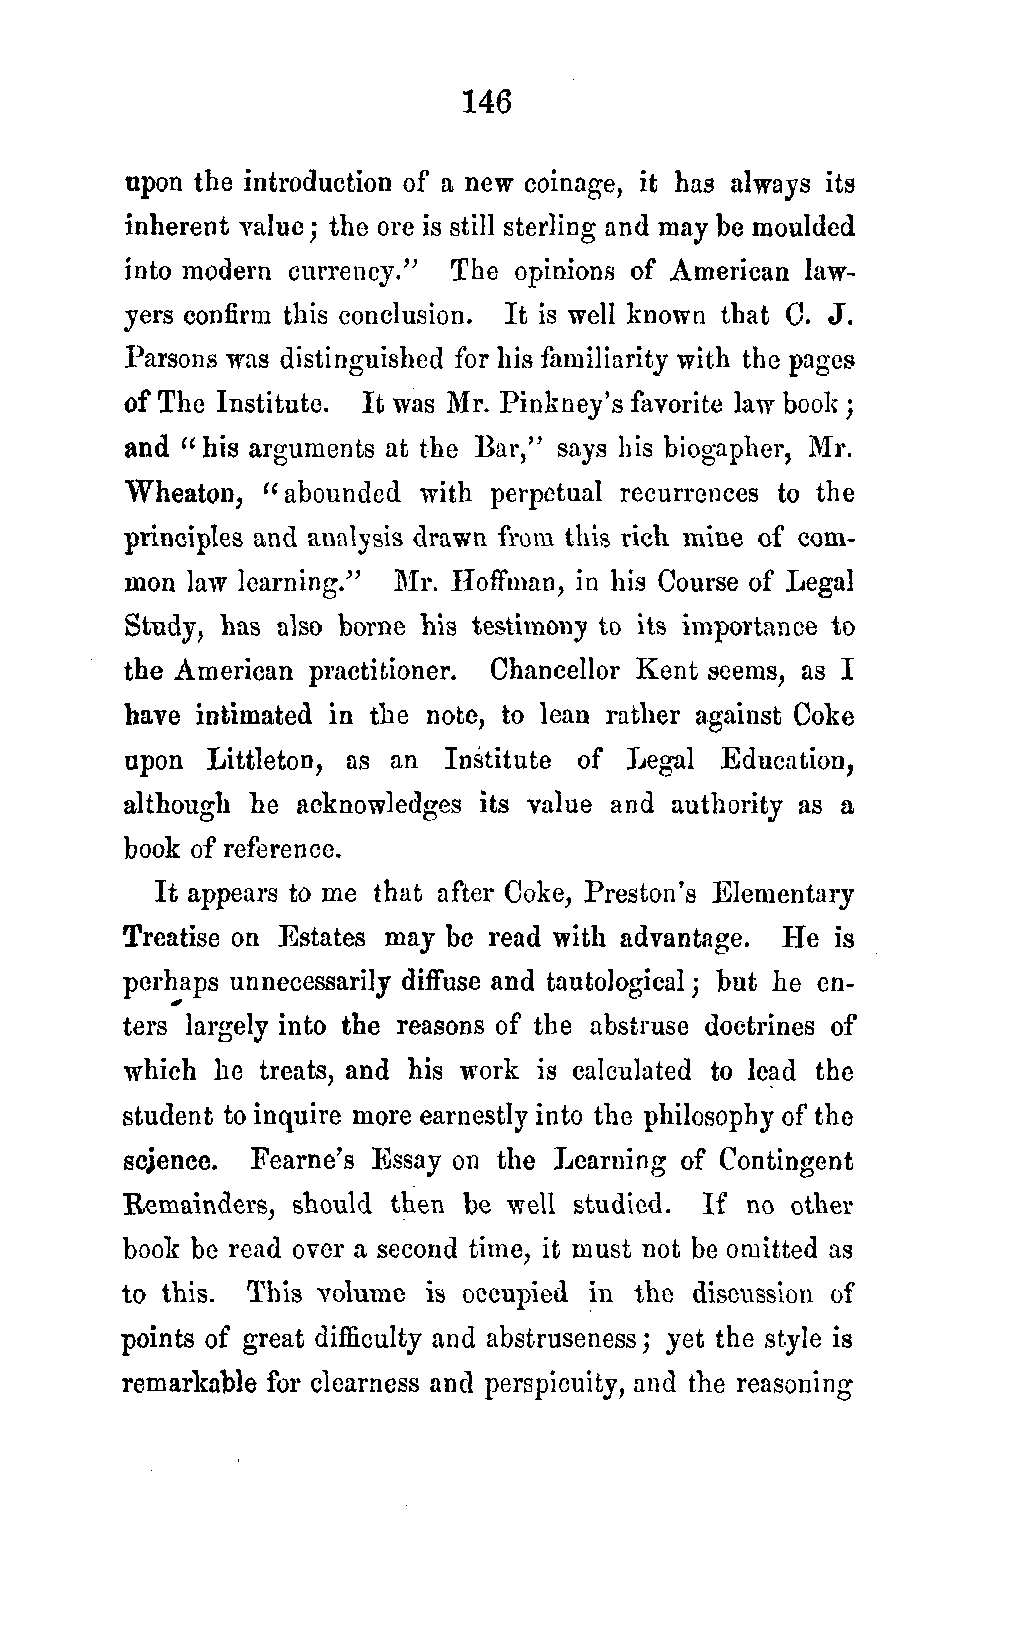 146
upon the introduction of a new coinage, it has always its
inherent value; the ore is still sterling and may be moulded
into modern currency." The opinions of American law-
yers confirm this conclusion. It is well known that C. J.
Parsons was distinguished for his familiarity with the pages
of The Institute. It was Mr. Pinkney's favorite law book;
and "his arguments at the Bar," says his biogapher, Mr.
Wheaton, "abounded with perpetual recurrences to the
principles and analysis drawn from this rich mine of com-
mon law learning." Mr. Hoffman, in his Course of Legal
Study, has also borne his testimony to its importance to
the American practitioner. Chancellor Kent seems, as I
have intimated in the note, to lean rather against Coke
upon Littleton, as an Institute of Legal Education,
although he acknowledges its value and authority as a
book of reference.
It appears to me that after Coke, Preston's Elementary
Treatise on Estates may be read with advantage. He is
perhaps unnecessarily diffuse and tautological; but he en-
ters largely into the reasons of the abstruse doctrines of
which he treats, and his work is calculated to lead the
student to inquire more earnestly into the philosophy of the
science. Fearne's Essay on the Learning of Contingent
Remainders, should then be well studied. If no other
book be read over a second time, it must not be omitted as
to this. This volume is occupied in the discussion of
points of great difficulty and abstruseness; yet the style is
remarkable for clearness and perspicuity, and the reasoning